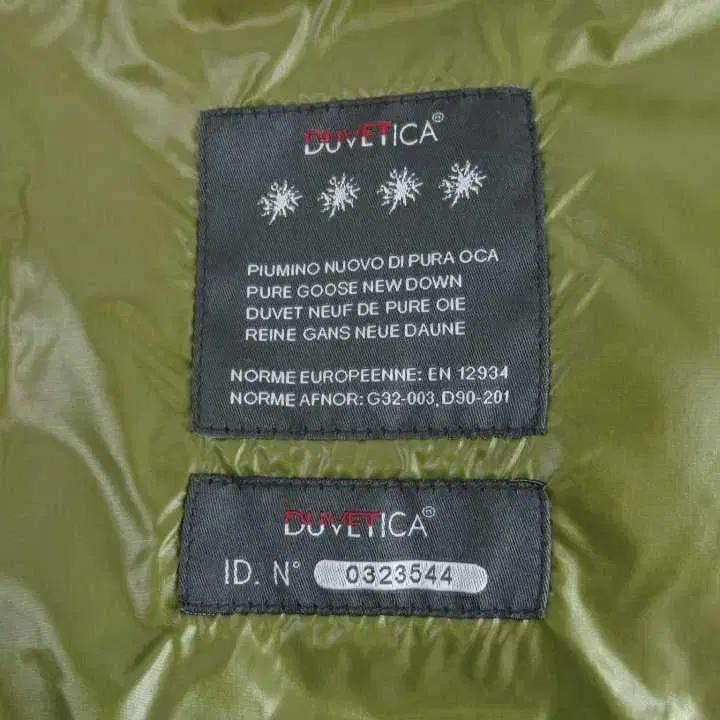 DUVETICA®
PIUMINO NUOVO DI PURA OCA
PURE GOOSE NEW DOWN
DUVET NEUF DE PURE OIE
REINE GANS NEUE DAUNE
NORME EUROPEENNE: EN 12934
NORME AFNOR: G32-003, D90-201
DUVETICA®
ID. N° 0323544